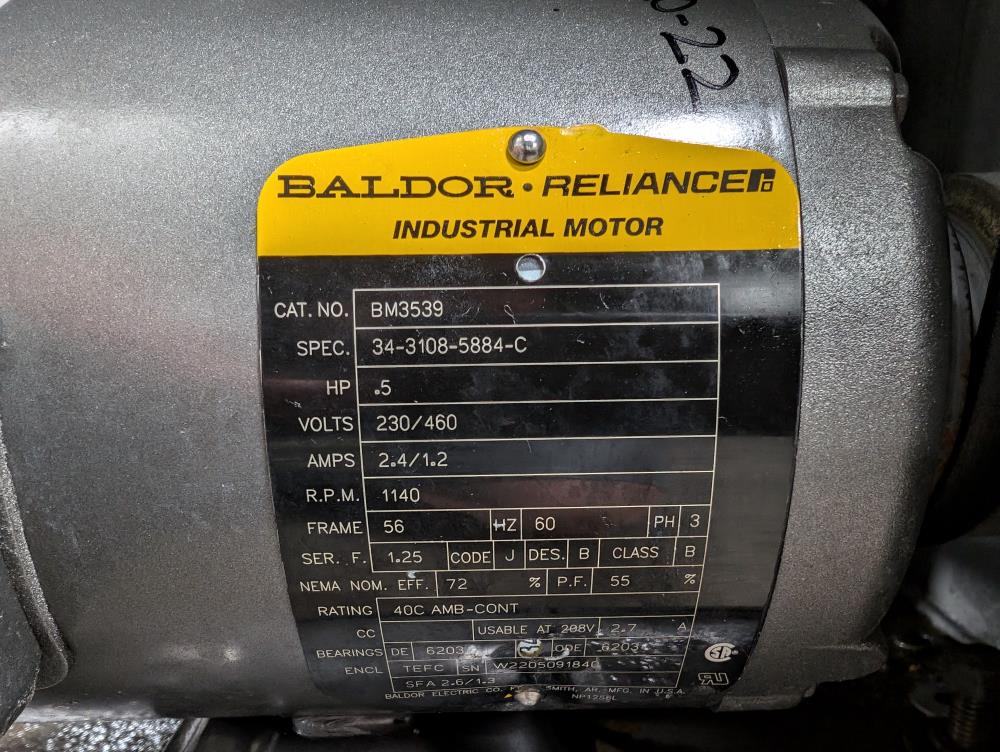 0-22
BALDOR · RELIANCE
INDUSTRIAL MOTOR
CAT. NO. BM3539
SPEC. 34-3108-5884-C
HP .5
VOLTS 230/460
AMPS 2.4/1.2
R.P.M. 1140
FRAME 56 HZ 60 PH 3
SER. F. 1.25 CODE J DES. B CLASS B
NEMA NOM. EFF. 72 % P.F. 55 %
RATING 40C AMB-CONT
CC USABLE AT 208V 2.7 A
BEARINGS DE 6203 ODE 6203
ENCL TEFC SN W2205091840
SFA 2.6/1.3
BALDOR ELECTRIC CO. SMITH, AR. MFG. IN U.S.A.